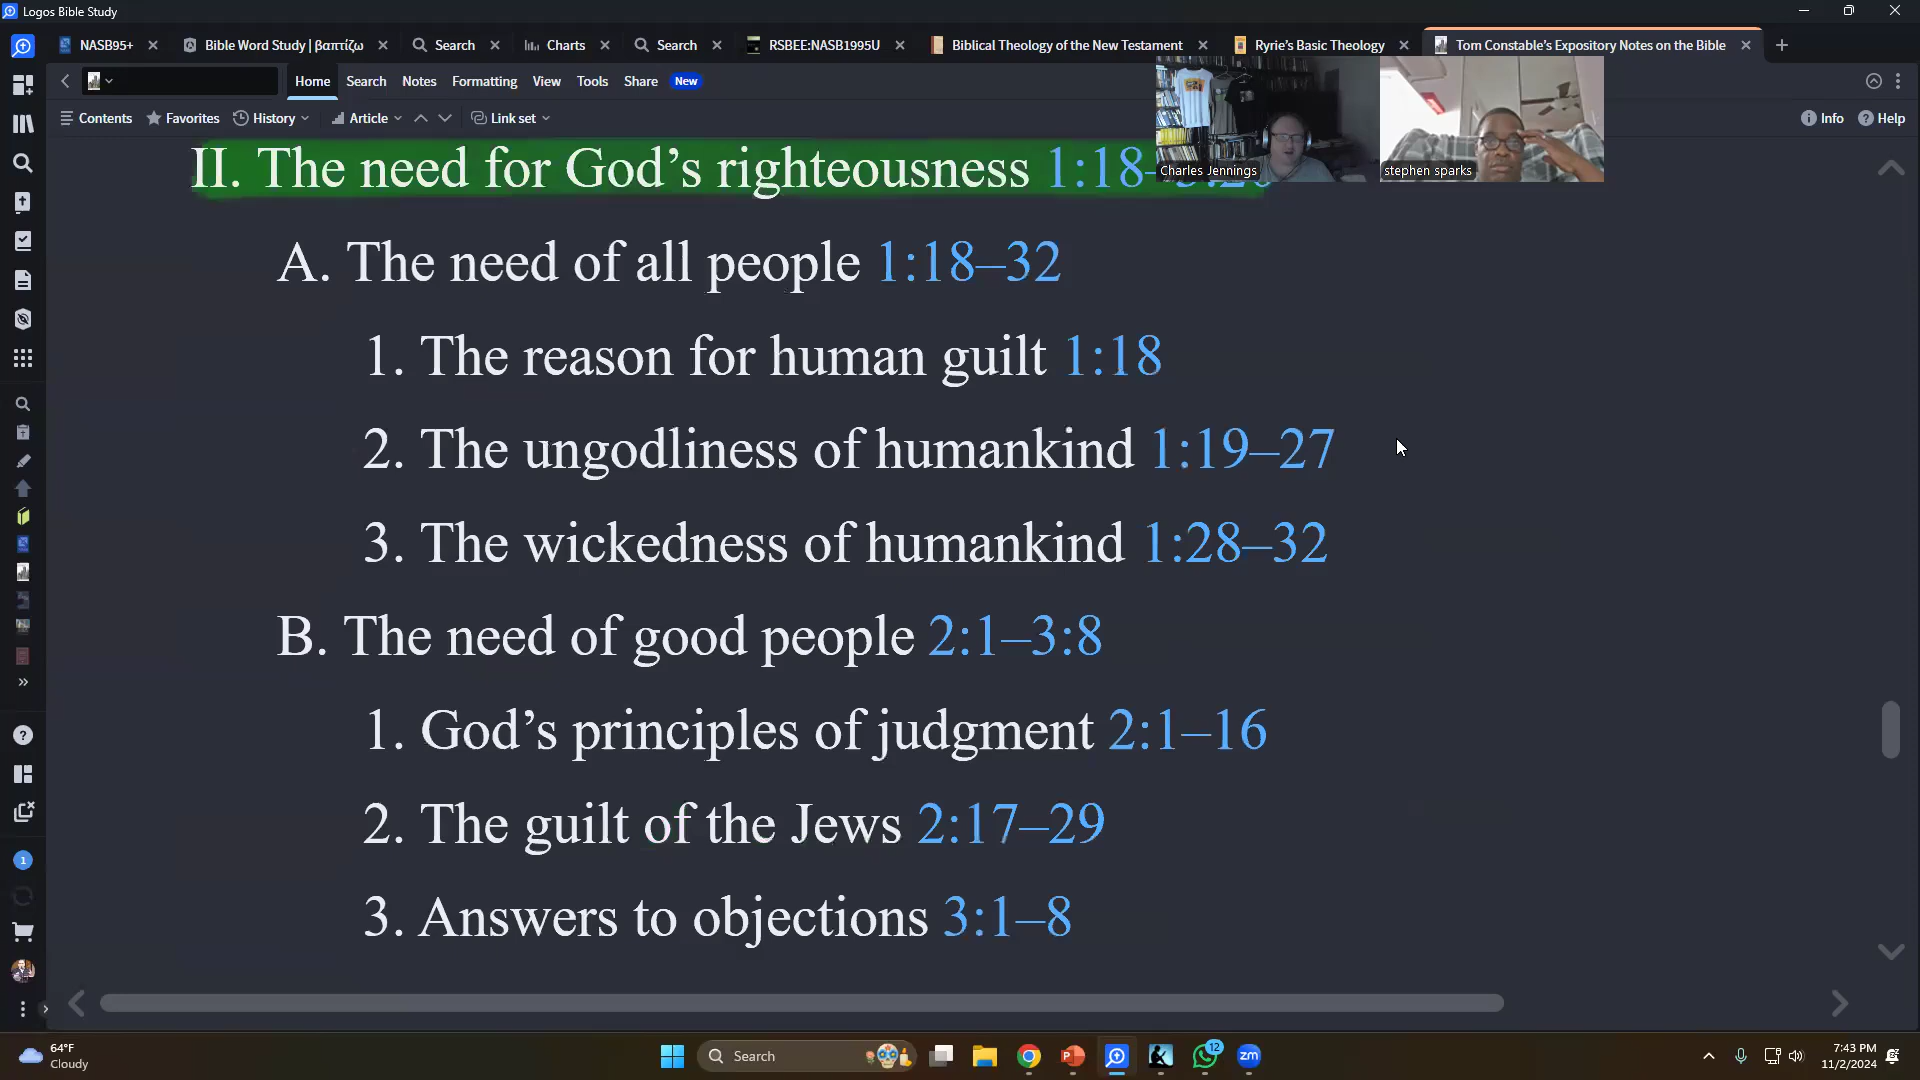 Logos Bible Study
NASB95+
Bible Word Study | βαπτίζω
Search
Charts
Search
RSBEE:NASB1995U
Biblical Theology of the New Testament
Ryrie's Basic Theology
Tom Constable's Expository Notes on the Bible
Home
Search
Notes
Formatting
View
Tools
Share
New
Contents
Favorites
History
Article
Link set
Info
Help
Charles Jennings
stephen sparks
II. The need for God’s righteousness 1:18–
A. The need of all people 1:18–32
1. The reason for human guilt 1:18
2. The ungodliness of humankind 1:19–27
3. The wickedness of humankind 1:28–32
B. The need of good people 2:1–3:8
1. God’s principles of judgment 2:1–16
2. The guilt of the Jews 2:17–29
3. Answers to objections 3:1–8
1
64°F
Cloudy
Search
12
zm
7:43 PM
11/2/2024